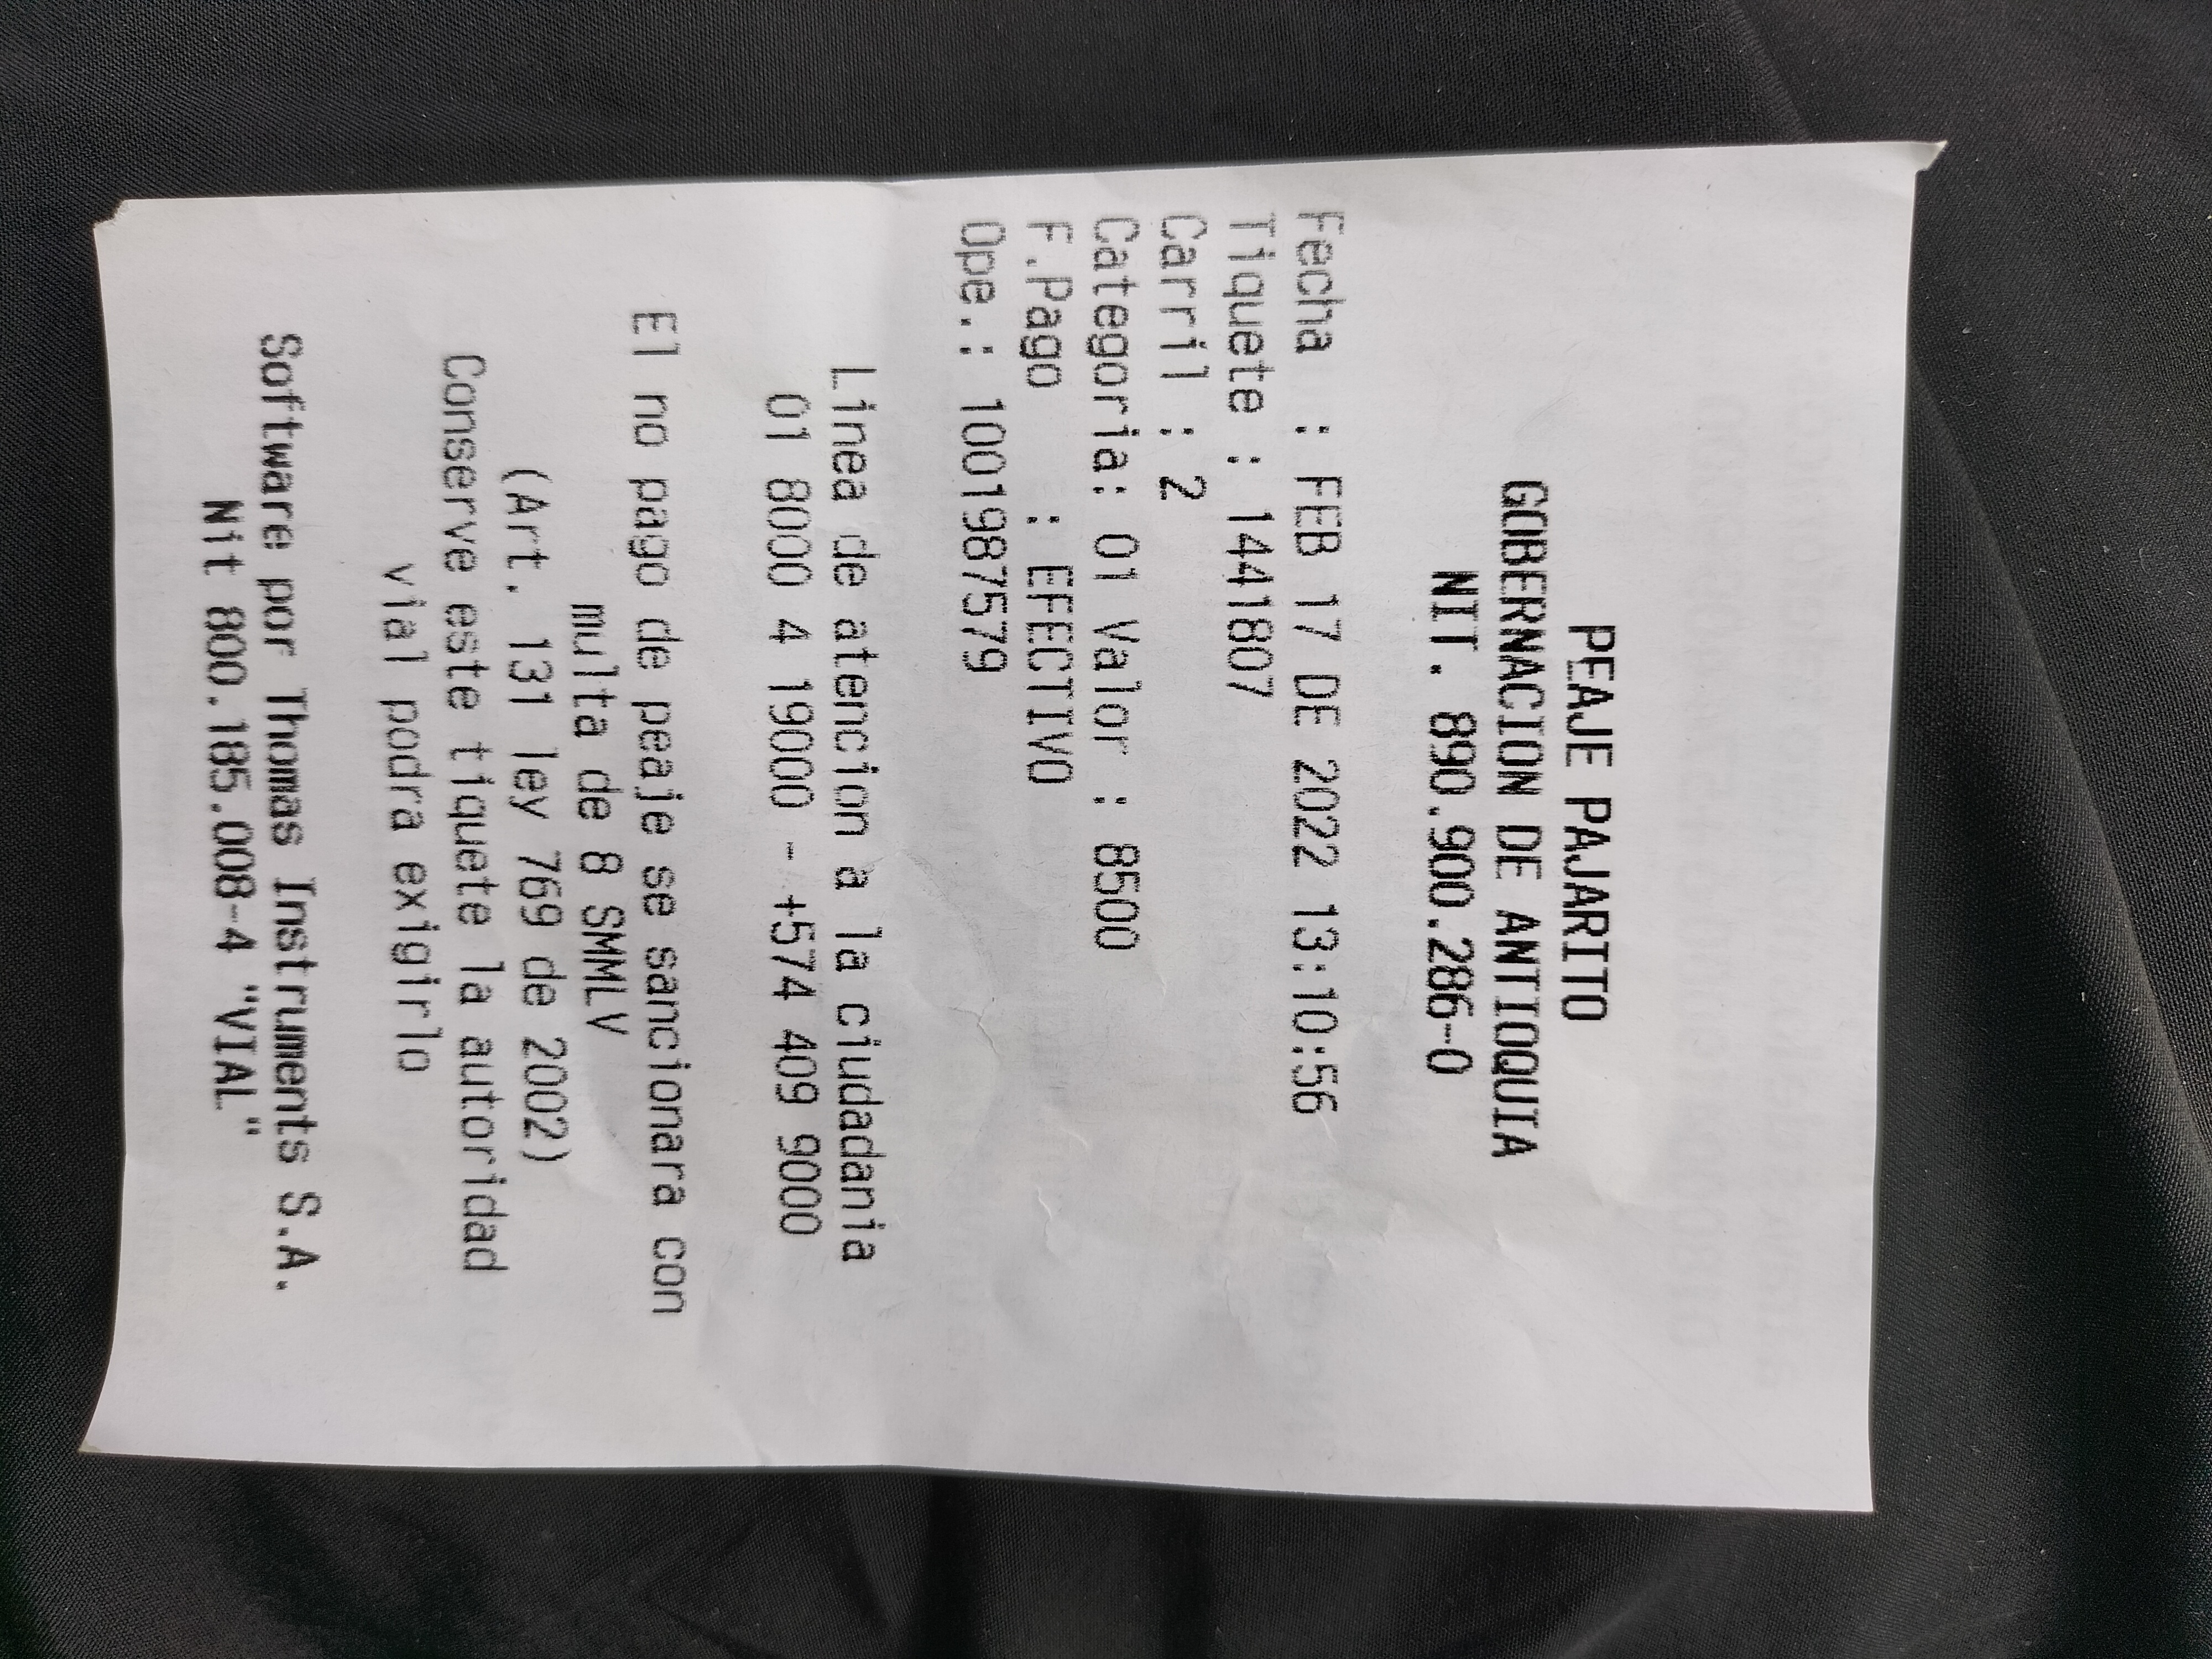 PEAJE PAJARITO
GOBERNACION DE ANTIOQUIA
NIT. 890.900.286-0
Fecha : FEB 17 DE 2022 13:10:56
Tiquete : 1441807
Carril : 2
Categoria: 01 Valor : 8500
F.Pago : EFECTIVO
Ope.: 1001987579
Linea de atencion a la ciudadania
01 8000 4 19000 - +574 409 9000
El no pago de peaje se sancionara con
multa de 8 SMMLV
(Art. 131 ley 769 de 2002)
Conserve este tiquete la autoridad
vial podra exigirlo
Software por Thomas Instruments S.A.
Nit 800.185.008-4 "VIAL"